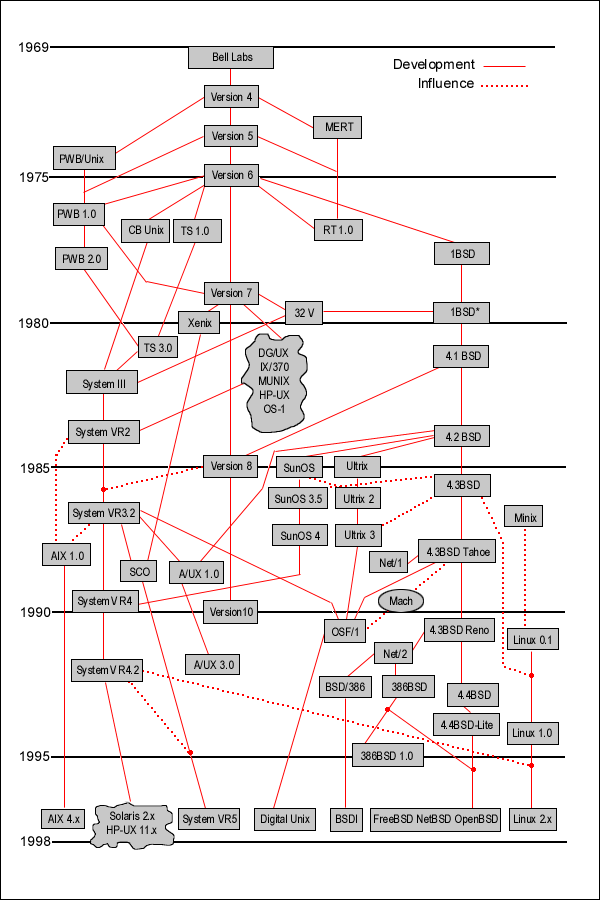 1969
Bell Labs
Development
Influence
Version 4
MERT
Version 5
PWB/Unix
1975
Version 6
PWB 1.0
CB Unix
TS 1.0
RT 1.0
PWB 2.0
1BSD
Version 7
32 V
1BSD*
1980
Xenix
TS 3.0
DG/UX
IX/370
MUNIX
HP-UX
OS-1
4.1 BSD
System III
System VR2
4.2 BSD
1985
Version 8
SunOS
Ultrix
4.3BSD
SunOS 3.5
Ultrix 2
System VR3.2
Minix
SunOS 4
Ultrix 3
AIX 1.0
4.3BSD Tahoe
Net/1
SCO
A/UX 1.0
System VR4
Mach
1990
Version10
OSF/1
4.3BSD Reno
Linux 0.1
Net/2
A/UX 3.0
System VR4.2
BSD/386
386BSD
4.4BSD
4.4BSD-Lite
Linux 1.0
1995
386BSD 1.0
AIX 4.x
Solaris 2.x
HP-UX 11.x
System VR5
Digital Unix
BSDI
FreeBSD NetBSD OpenBSD
Linux 2.x
1998